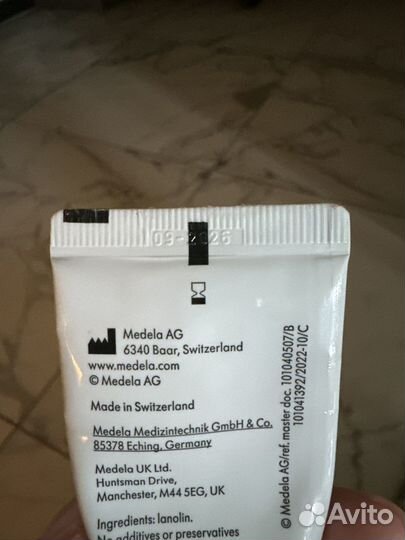 09-2026
Medela AG
6340 Baar, Switzerland
www.medela.com
© Medela AG
Made in Switzerland
Medela Medizintechnik GmbH & Co.
85378 Eching, Germany
Medela UK Ltd.
Huntsman Drive,
Manchester, M44 5EG, UK
Ingredients: lanolin.
No additives or preservatives
© Medela AG/ref. master doc. 101040507/B
101041392/2022-10/C
Avito